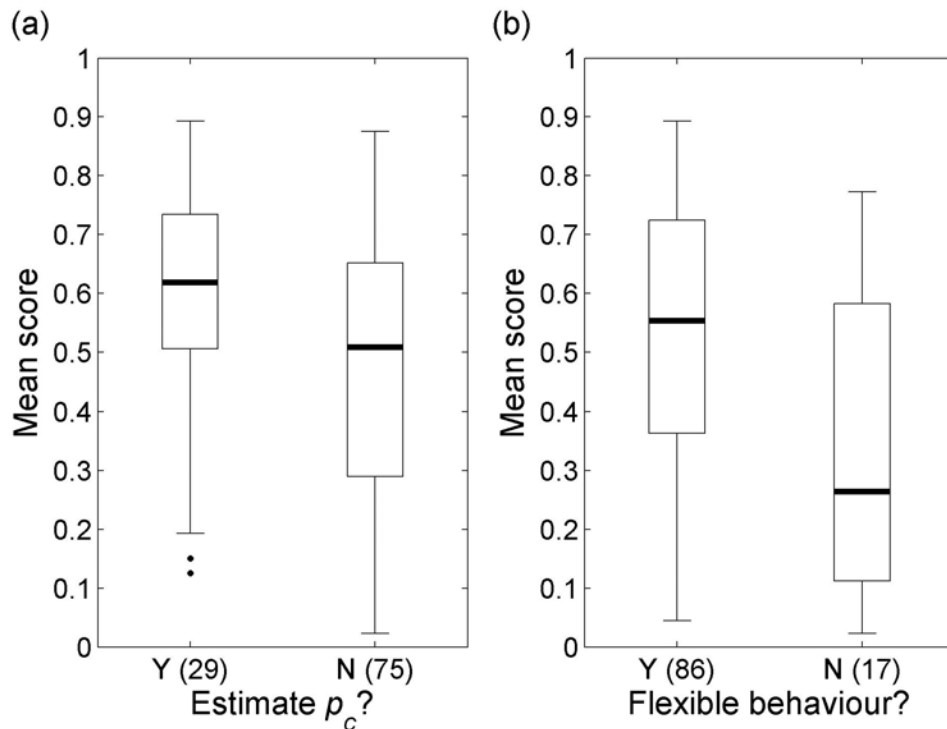 (a)
Mean score
1
0.9
0.8
0.7
0.6
0.5
0.4
0.3
0.2
0.1
0
Y (29) N (75)
Estimate p_c?
(b)
Mean score
1
0.9
0.8
0.7
0.6
0.5
0.4
0.3
0.2
0.1
0
Y (86) N (17)
Flexible behaviour?